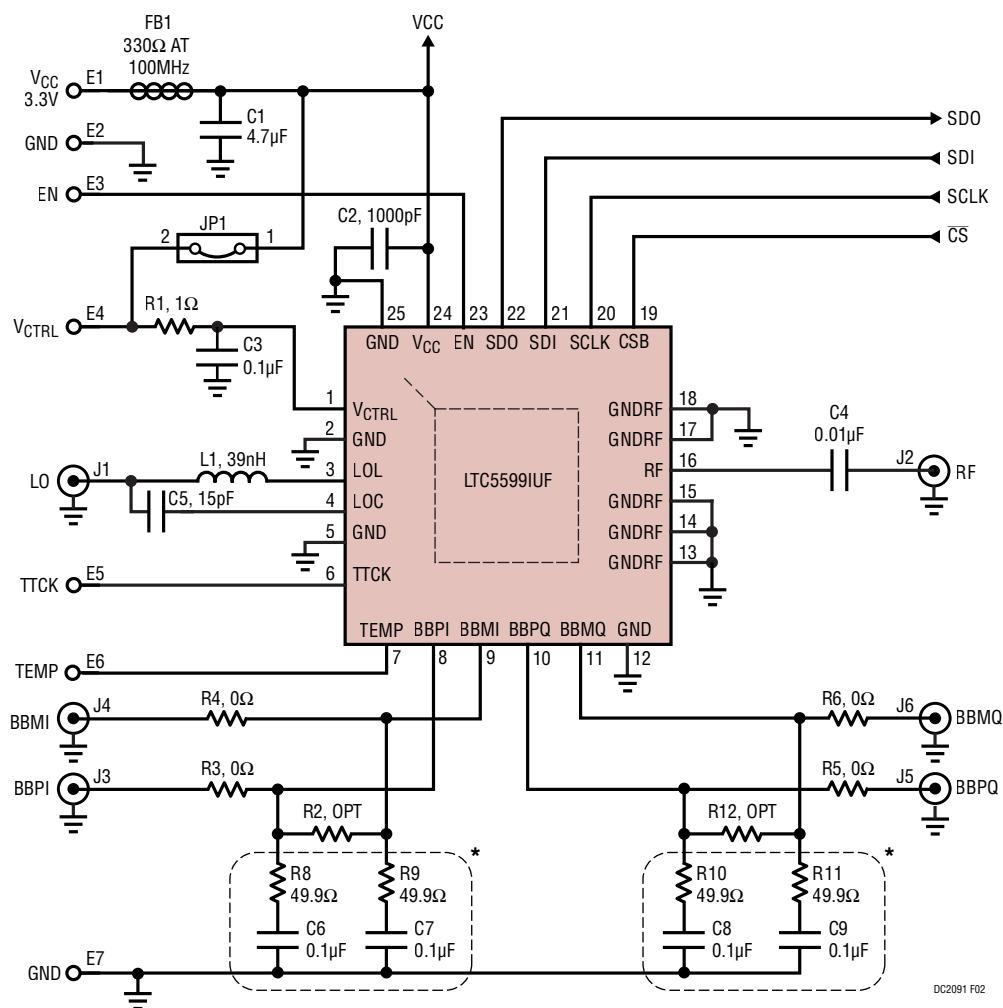 FB1
330Ω AT
100MHz
VCC
VCC
3.3V
E1
C1
4.7µF
GND
E2
EN
E3
SDO
SDI
SCLK
C̅S̅
JP1
2
1
C2, 1000pF
VCTRL
E4
R1, 1Ω
C3
0.1µF
25
24
23
22
21
20
19
GND
VCC
EN
SDO
SDI
SCLK
CSB
1
VCTRL
2
GND
3
LOL
4
LOC
5
GND
6
TTCK
LTC5599IUF
GNDRF
18
GNDRF
17
RF
16
GNDRF
15
GNDRF
14
GNDRF
13
C4
0.01µF
J2
RF
LO
J1
L1, 39nH
C5, 15pF
TTCK
E5
TEMP
BBPI
BBMI
BBPQ
BBMQ
GND
7
8
9
10
11
12
TEMP
E6
BBMI
J4
R4, 0Ω
R6, 0Ω
J6
BBMQ
BBPI
J3
R3, 0Ω
R5, 0Ω
J5
BBPQ
R2, OPT
R12, OPT
*
*
R8
49.9Ω
R9
49.9Ω
R10
49.9Ω
R11
49.9Ω
C6
0.1µF
C7
0.1µF
C8
0.1µF
C9
0.1µF
GND
E7
DC2091 F02